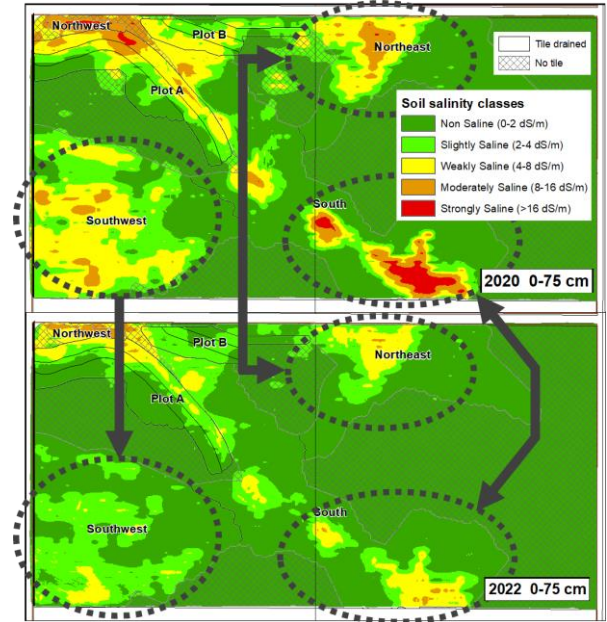 Northwest
Plot B
Northeast
Tile drained
No tile
Plot A
Soil salinity classes
Non Saline (0-2 dS/m)
Slightly Saline (2-4 dS/m)
Weakly Saline (4-8 dS/m)
Moderately Saline (8-16 dS/m)
Strongly Saline (>16 dS/m)
Southwest
South
2020 0-75 cm
Northwest
Plot B
Northeast
Plot A
South
Southwest
2022 0-75 cm